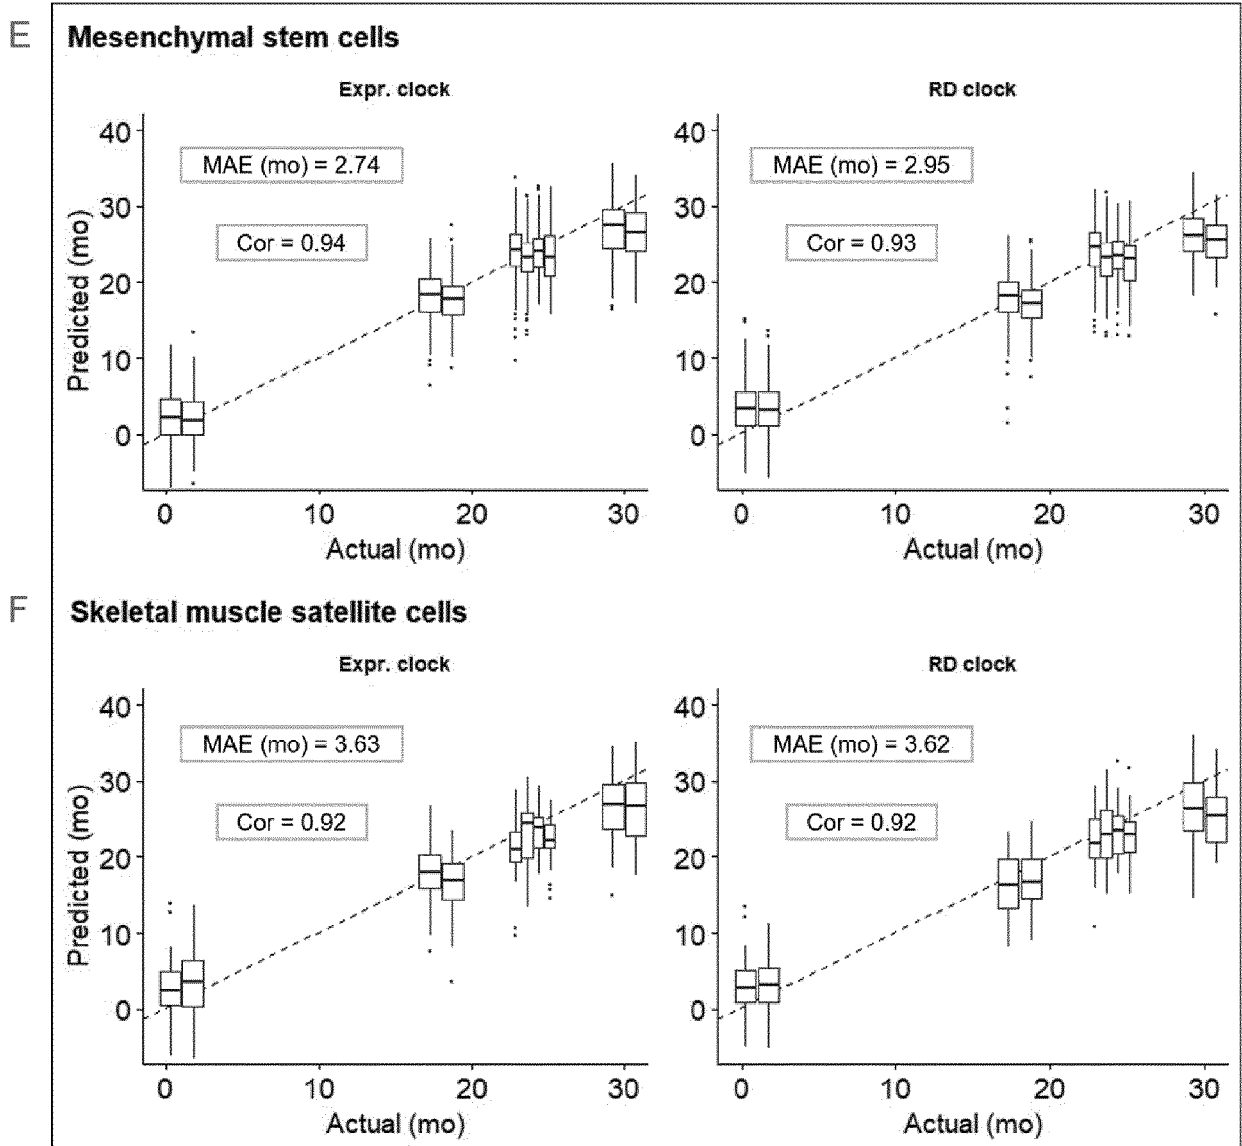 E Mesenchymal stem cells
Expr. clock
RD clock
40
30
20
10
0
Predicted (mo)
MAE (mo) = 2.74
Cor = 0.94
0 10 20 30
Actual (mo)
40
30
20
10
0
MAE (mo) = 2.95
Cor = 0.93
0 10 20 30
Actual (mo)
F Skeletal muscle satellite cells
Expr. clock
RD clock
40
30
20
10
0
Predicted (mo)
MAE (mo) = 3.63
Cor = 0.92
0 10 20 30
Actual (mo)
40
30
20
10
0
MAE (mo) = 3.62
Cor = 0.92
0 10 20 30
Actual (mo)